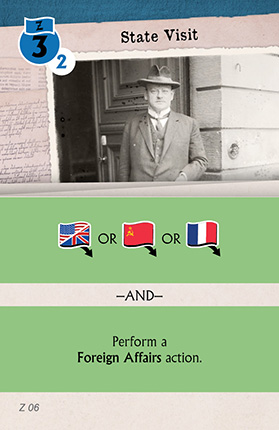 Z
3
2
State Visit
OR OR
–AND–
Perform a
Foreign Affairs action.
Z 06